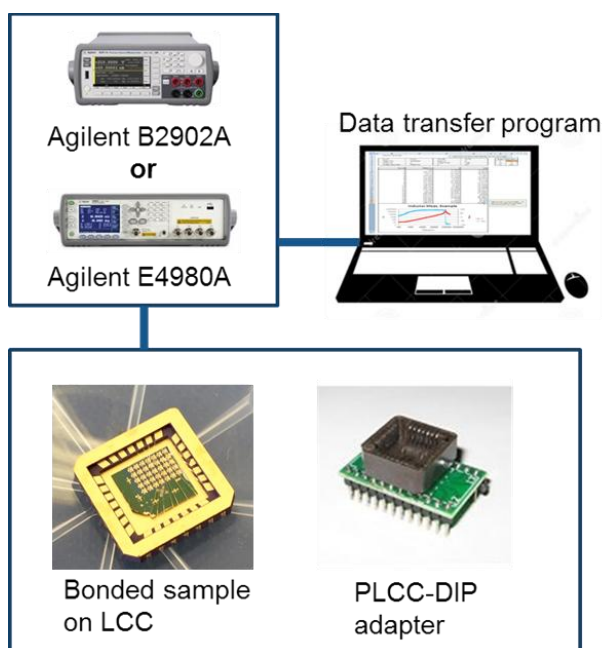 Agilent B2902A
or
Agilent E4980A
Data transfer program
Bonded sample
on LCC
PLCC-DIP
adapter